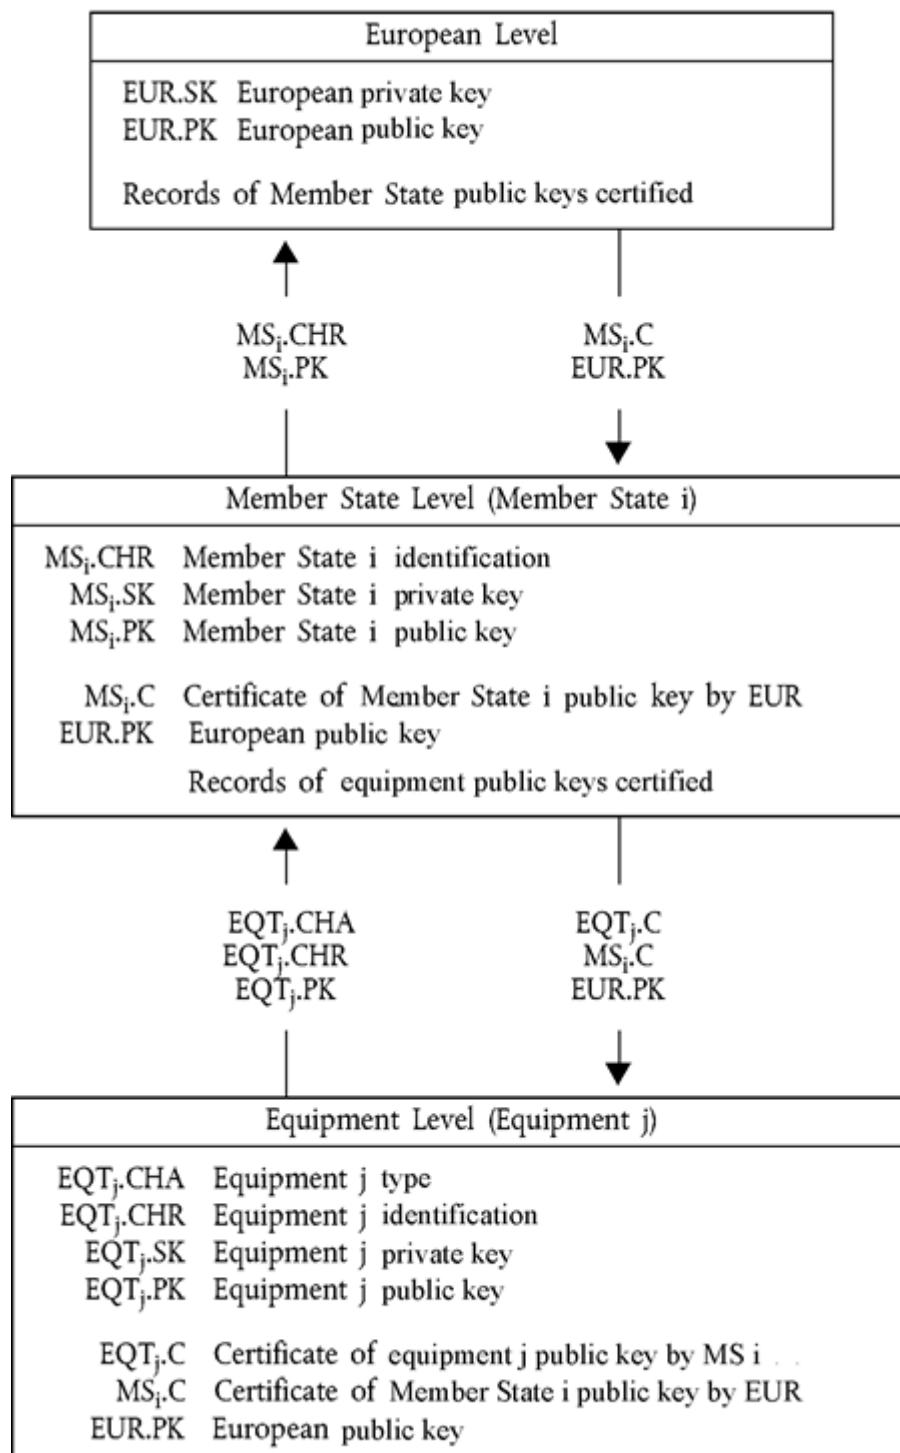 European Level
EUR.SK European private key
EUR.PK European public key
Records of Member State public keys certified
MSi.CHR
MSi.PK
MSi.C
EUR.PK
Member State Level (Member State i)
MSi.CHR Member State i identification
MSi.SK Member State i private key
MSi.PK Member State i public key
MSi.C Certificate of Member State i public key by EUR
EUR.PK European public key
Records of equipment public keys certified
EQTj.CHA
EQTj.CHR
EQTj.PK
EQTj.C
MSi.C
EUR.PK
Equipment Level (Equipment j)
EQTj.CHA Equipment j type
EQTj.CHR Equipment j identification
EQTj.SK Equipment j private key
EQTj.PK Equipment j public key
EQTj.C Certificate of equipment j public key by MS i
MSi.C Certificate of Member State i public key by EUR
EUR.PK European public key